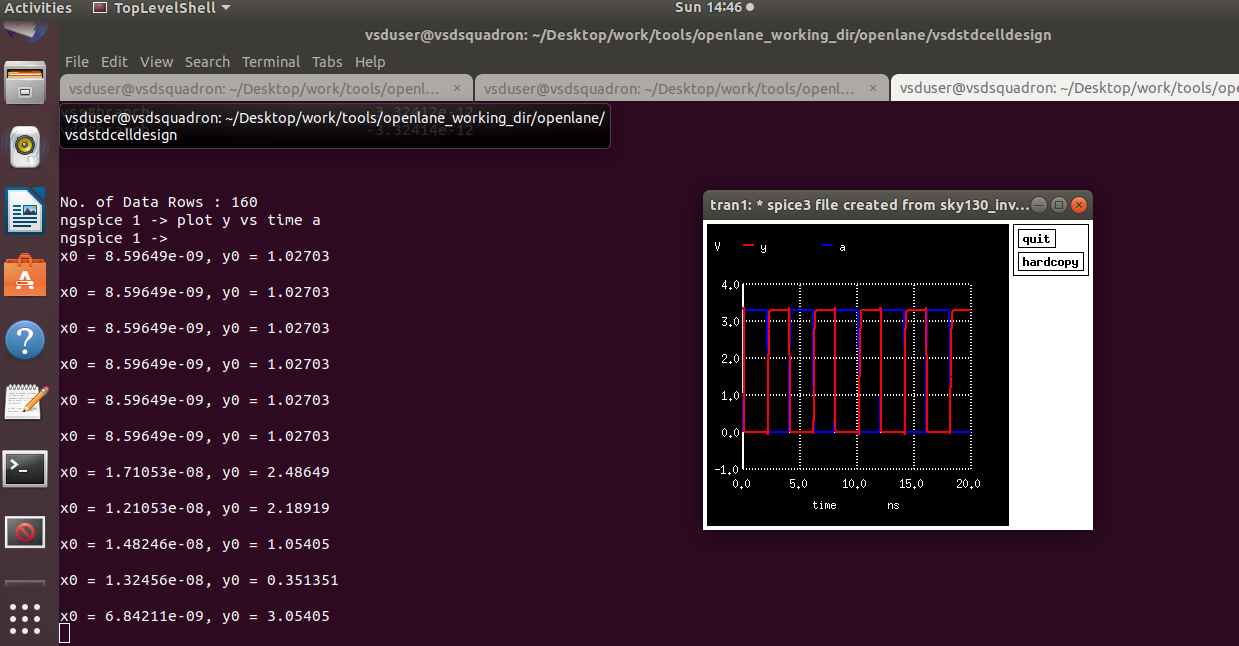 Activities TopLevelShell Sun 14:46
vsduser@vsdsquadron: ~/Desktop/work/tools/openlane_working_dir/openlane/vsdstdcelldesign
File Edit View Search Terminal Tabs Help
vsduser@vsdsquadron: ~/Desktop/work/tools/openl... × vsduser@vsdsquadron: ~/Desktop/work/tools/openl... × vsduser@vsdsquadron: ~/Desktop/work/tools/ope
vsduser@vsdsquadron: ~/Desktop/work/tools/openlane_working_dir/openlane/
-3.32414e-12
vsdstdcelldesign
No. of Data Rows : 160
ngspice 1 -> plot y vs time a
ngspice 1 ->
x0 = 8.59649e-09, y0 = 1.02703
x0 = 8.59649e-09, y0 = 1.02703
x0 = 8.59649e-09, y0 = 1.02703
x0 = 8.59649e-09, y0 = 1.02703
x0 = 8.59649e-09, y0 = 1.02703
x0 = 8.59649e-09, y0 = 1.02703
x0 = 1.71053e-08, y0 = 2.48649
x0 = 1.21053e-08, y0 = 2.18919
x0 = 1.48246e-08, y0 = 1.05405
x0 = 1.32456e-08, y0 = 0.351351
x0 = 6.84211e-09, y0 = 3.05405
tran1: * spice3 file created from sky130_inv...
quit
hardcopy
V y a
4.0
3.0
2.0
1.0
0.0
-1.0
0.0 5.0 10.0 15.0 20.0
time ns